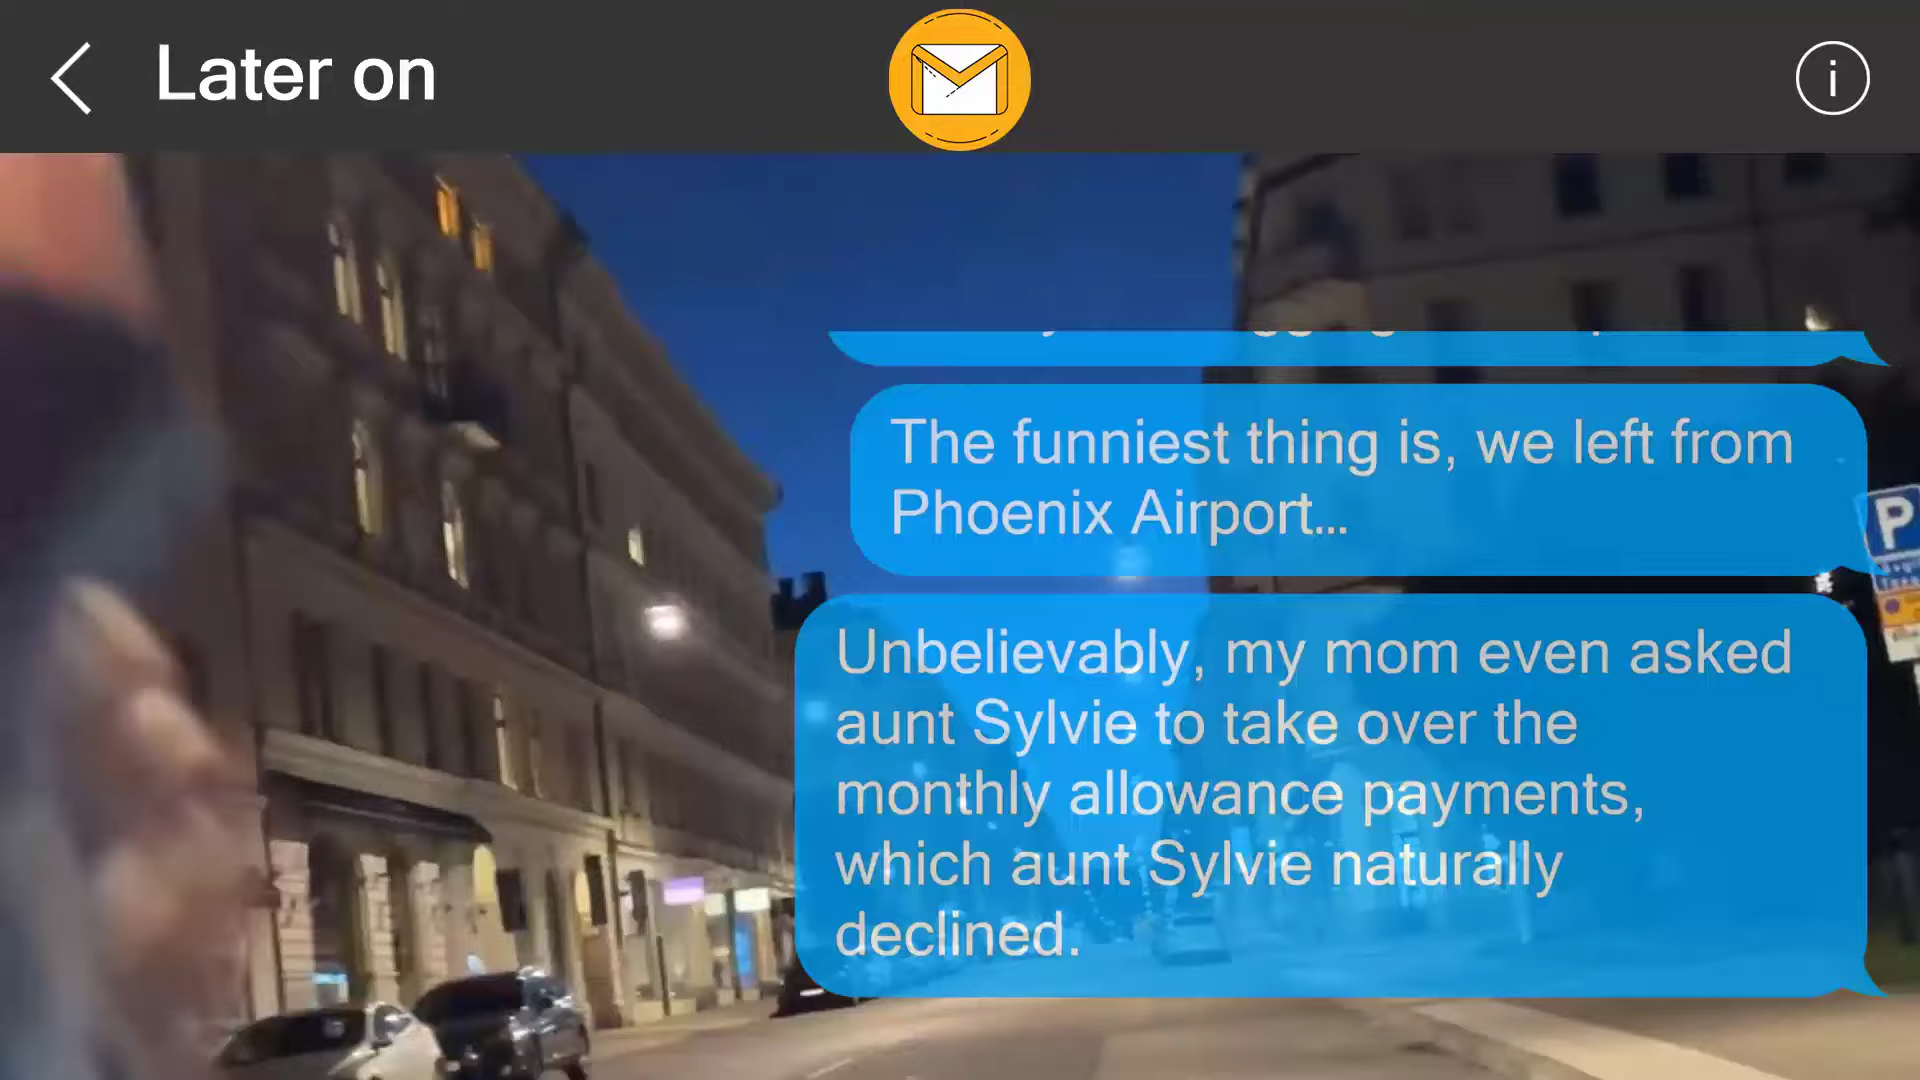 Later on
i
The funniest thing is, we left from
Phoenix Airport...
Unbelievably, my mom even asked
aunt Sylvie to take over the
monthly allowance payments,
which aunt Sylvie naturally
declined.
P